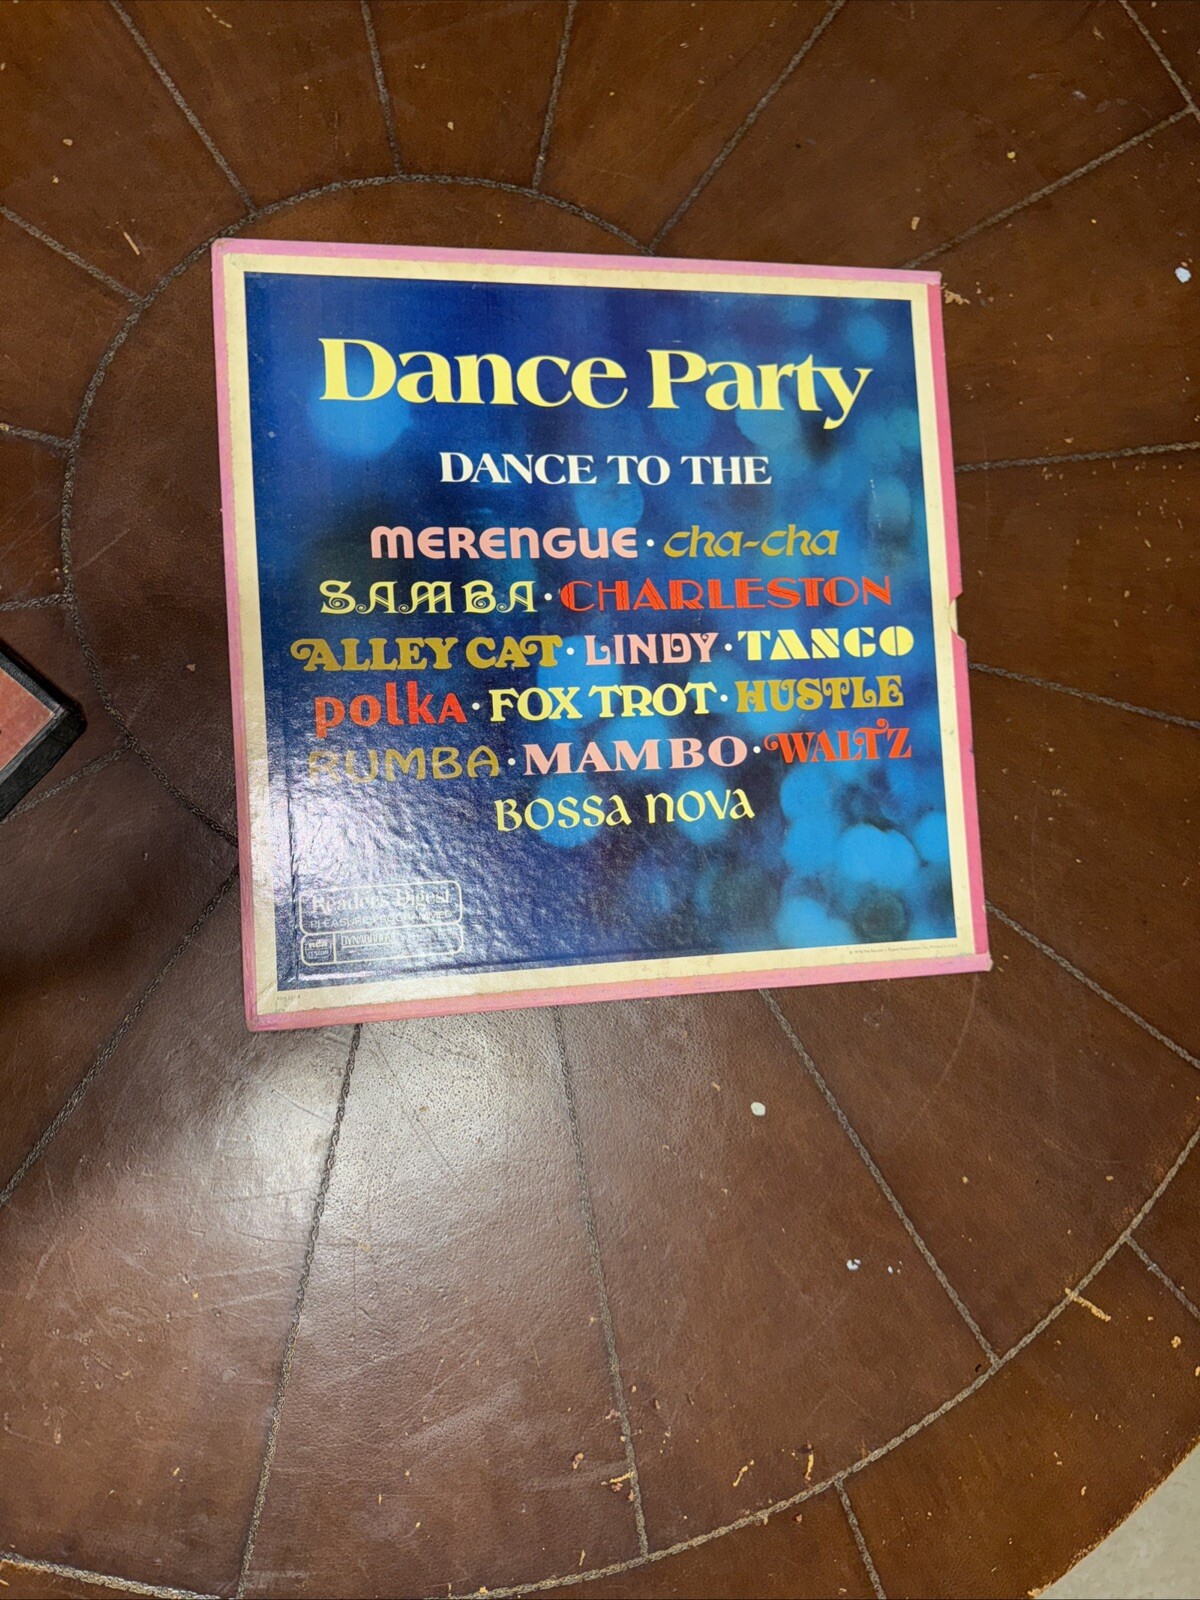 Dance Party
DANCE TO THE
MERENGUE · cha-cha
SAMBA · CHARLESTON
ALLEY CAT · LINDY · TANGO
polka · FOX TROT · HUSTLE
RUMBA · MAMBO · WALTZ
BOSSA NOVA
Reader's Digest